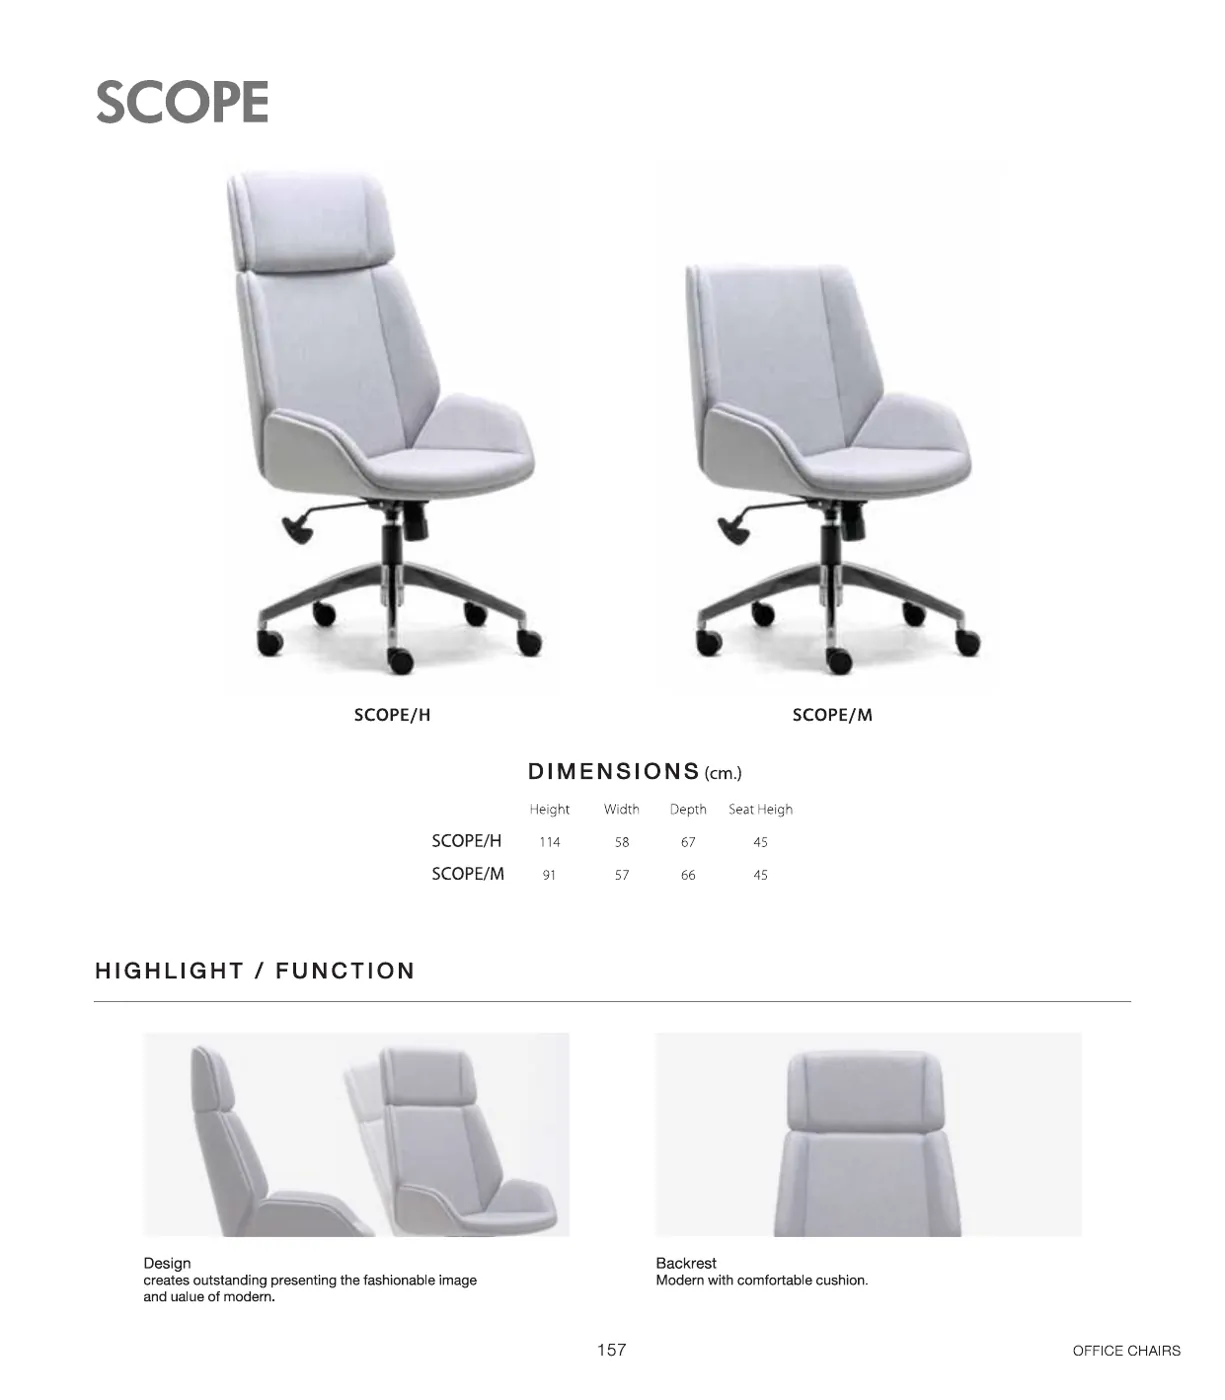 SCOPE
SCOPE/H
SCOPE/M
DIMENSIONS (cm.)
Height Width Depth Seat Heigh
SCOPE/H 114 58 67 45
SCOPE/M 91 57 66 45
HIGHLIGHT / FUNCTION
Design
creates outstanding presenting the fashionable image
and ualue of modern.
Backrest
Modern with comfortable cushion.
157
OFFICE CHAIRS